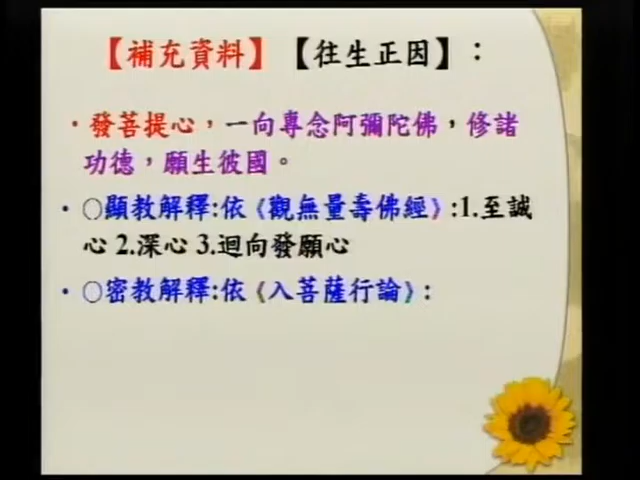 【補充資料】【往生正因】：
・發菩提心，一向專念阿彌陀佛，修諸
功德，願生彼國。
・○顯教解釋:依《觀無量壽佛經》:1.至誠
心 2.深心 3.迴向發願心
・○密教解釋:依《入菩薩行論》: